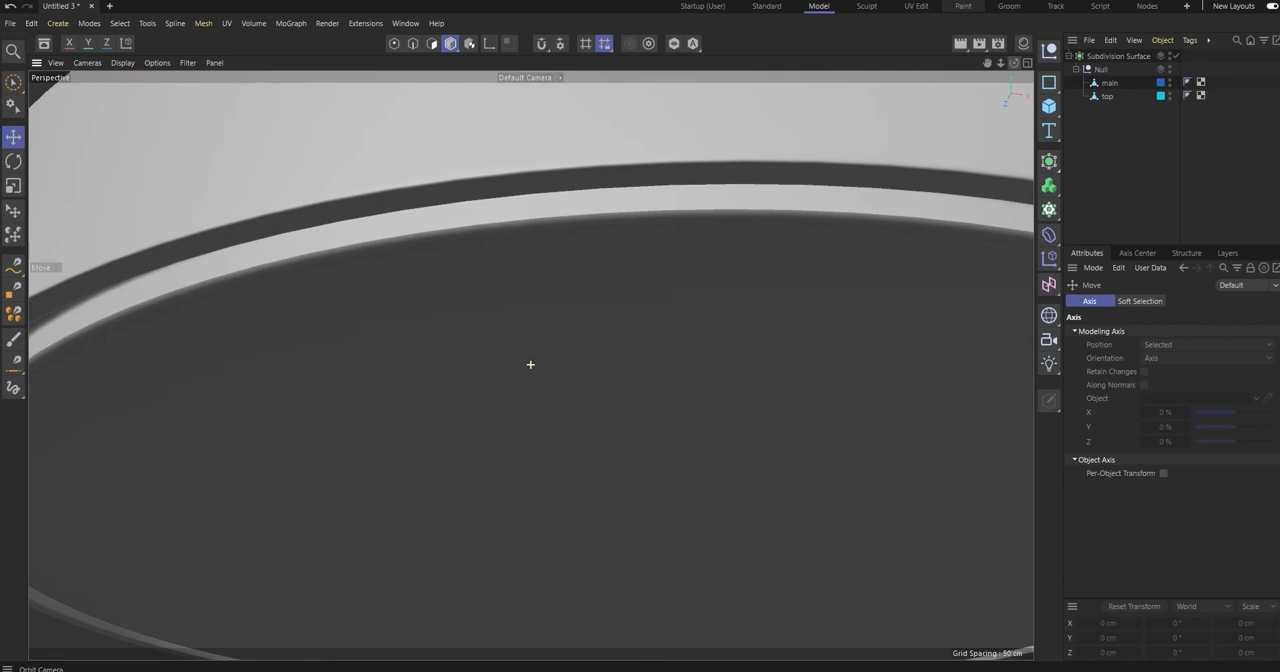 Untitled 3 *
Startup (User)
Standard
Model
Sculpt
UV Edit
Paint
Groom
Track
Script
Nodes
New Layouts
File
Edit
Create
Modes
Select
Tools
Spline
Mesh
UV
Volume
MoGraph
Render
Extensions
Window
Help
X
Y
Z
View
Cameras
Display
Options
Filter
Panel
Perspective
Default Camera
Y
X
Z
Move
Grid Spacing : 50 cm
Orbit Camera
File
Edit
View
Object
Tags
Subdivision Surface
Null
main
top
Attributes
Axis Center
Structure
Layers
Mode
Edit
User Data
Move
Default
Axis
Soft Selection
Axis
Modeling Axis
Position
Selected
Orientation
Axis
Retain Changes
Along Normals
Object
X 0 %
Y 0 %
Z 0 %
Object Axis
Per-Object Transform
Reset Transform
World
Scale
X 0 cm 0 ° 0 cm
Y 0 cm 0 ° 0 cm
Z 0 cm 0 ° 0 cm